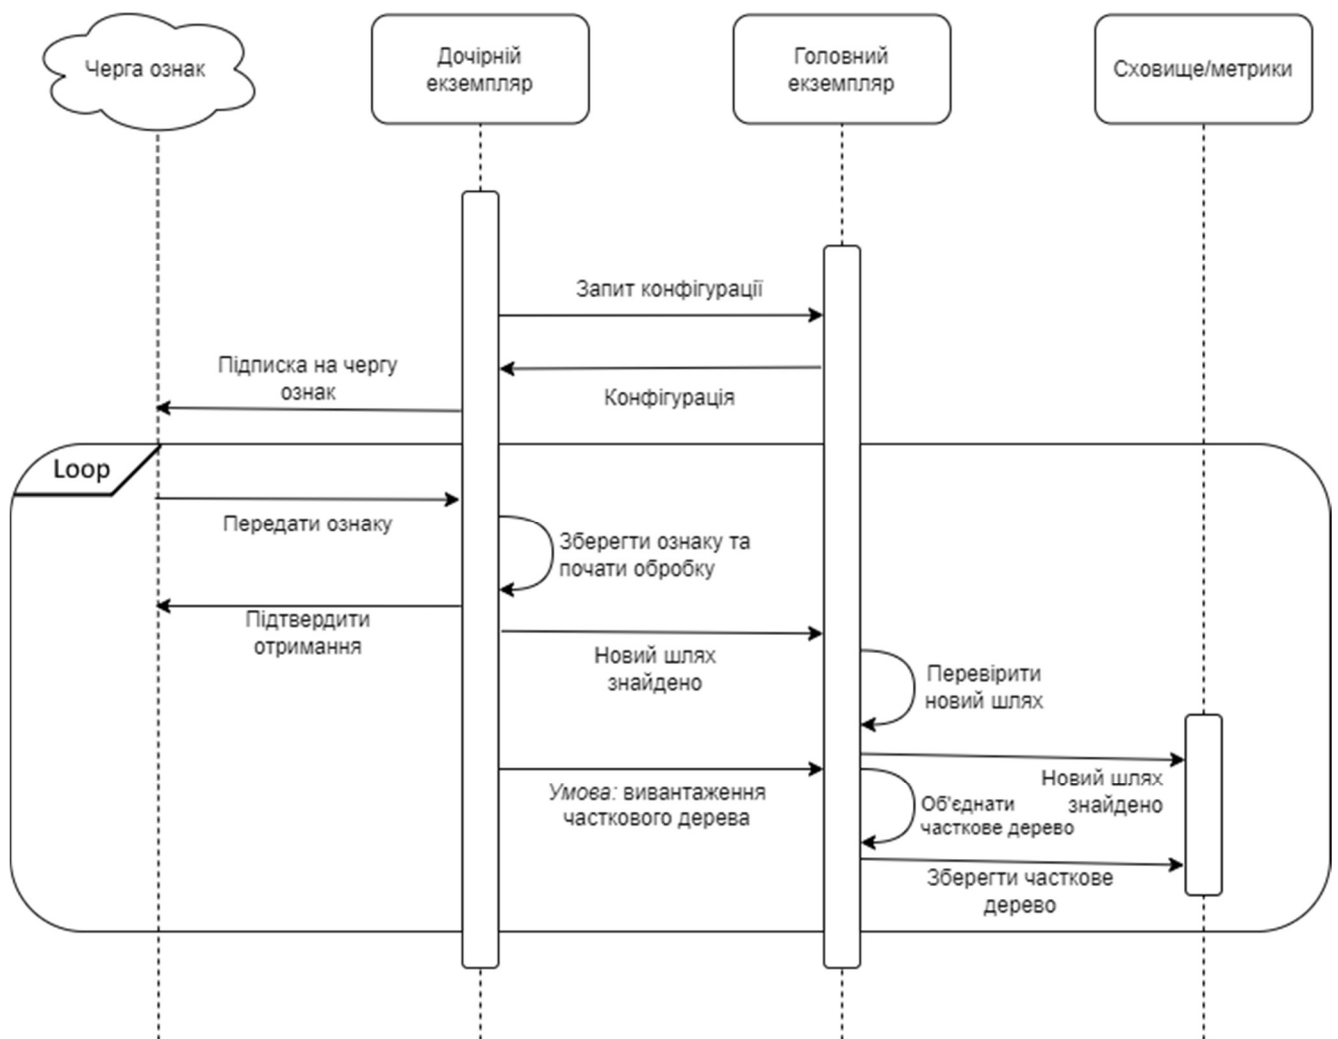 Черга ознак
Дочірній
екземпляр
Головний
екземпляр
Сховище/метрики
Запит конфігурації
Конфігурація
Підписка на чергу
ознак
Loop
Передати ознаку
Зберегти ознаку та
почати обробку
Підтвердити
отримання
Новий шлях
знайдено
Перевірити
новий шлях
Новий шлях
знайдено
Умова: вивантаження
часткового дерева
Об'єднати
часткове дерево
Зберегти часткове
дерево